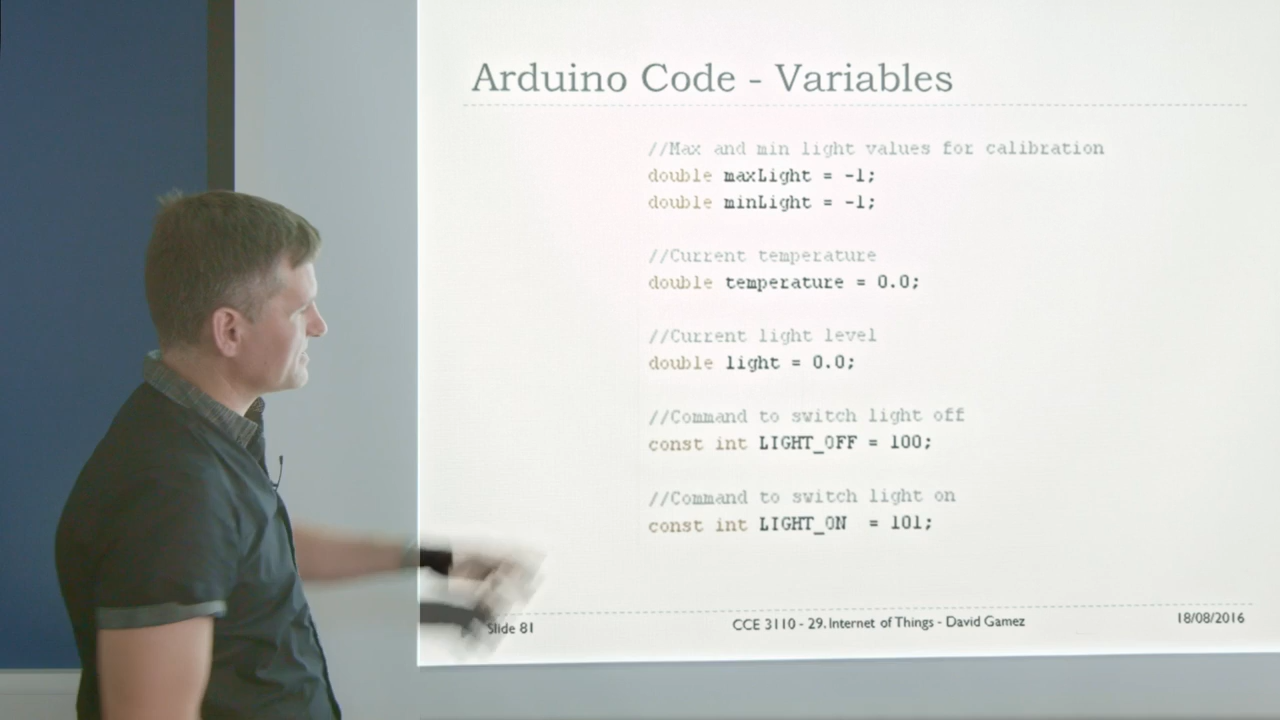 Arduino Code - Variables
//Max and min light values for calibration
double maxLight = -1;
double minLight = -1;
//Current temperature
double temperature = 0.0;
//Current light level
double light = 0.0;
//Command to switch light off
const int LIGHT_OFF = 100;
//Command to switch light on
const int LIGHT_ON  = 101;
Slide 81
CCE 3110 - 29. Internet of Things - David Gamez
18/08/2016